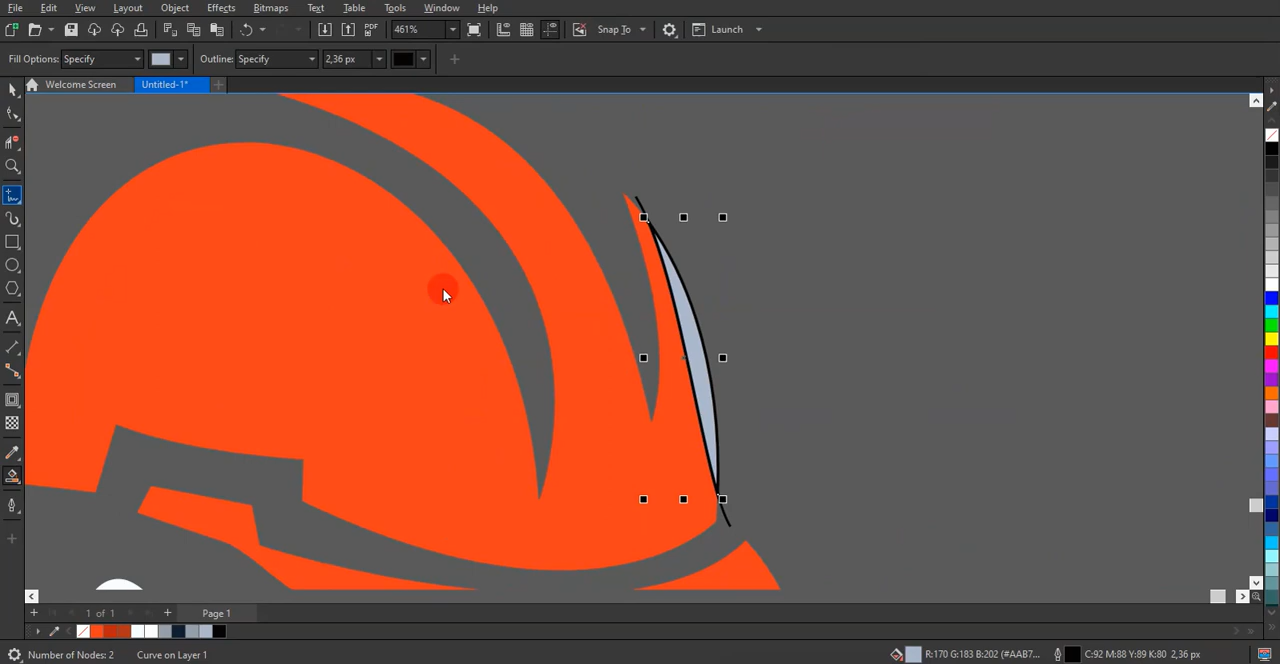 File Edit View Layout Object Effects Bitmaps Text Table Tools Window Help
PDF 461% Snap To Launch
Fill Options: Specify Outline: Specify 2,36 px
Welcome Screen Untitled-1*
1 of 1 Page 1
Number of Nodes: 2 Curve on Layer 1 R:170 G:183 B:202 (#AAB7... C:92 M:88 Y:89 K:80 2,36 px